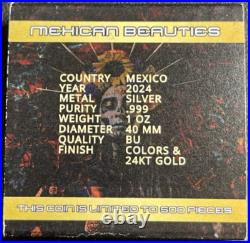 MEXICAN BEAUTIES
COUNTRY MEXICO
YEAR 2024
METAL SILVER
PURITY .999
WEIGHT 1 OZ
DIAMETER 40 MM
QUALITY BU
FINISH COLORS &
24KT GOLD
THIS COIN IS LIMITED TO 500 PIECES